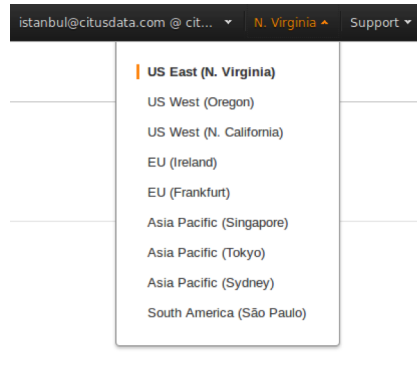 istanbul@citusdata.com @ cit... N. Virginia Support
US East (N. Virginia)
US West (Oregon)
US West (N. California)
EU (Ireland)
EU (Frankfurt)
Asia Pacific (Singapore)
Asia Pacific (Tokyo)
Asia Pacific (Sydney)
South America (São Paulo)